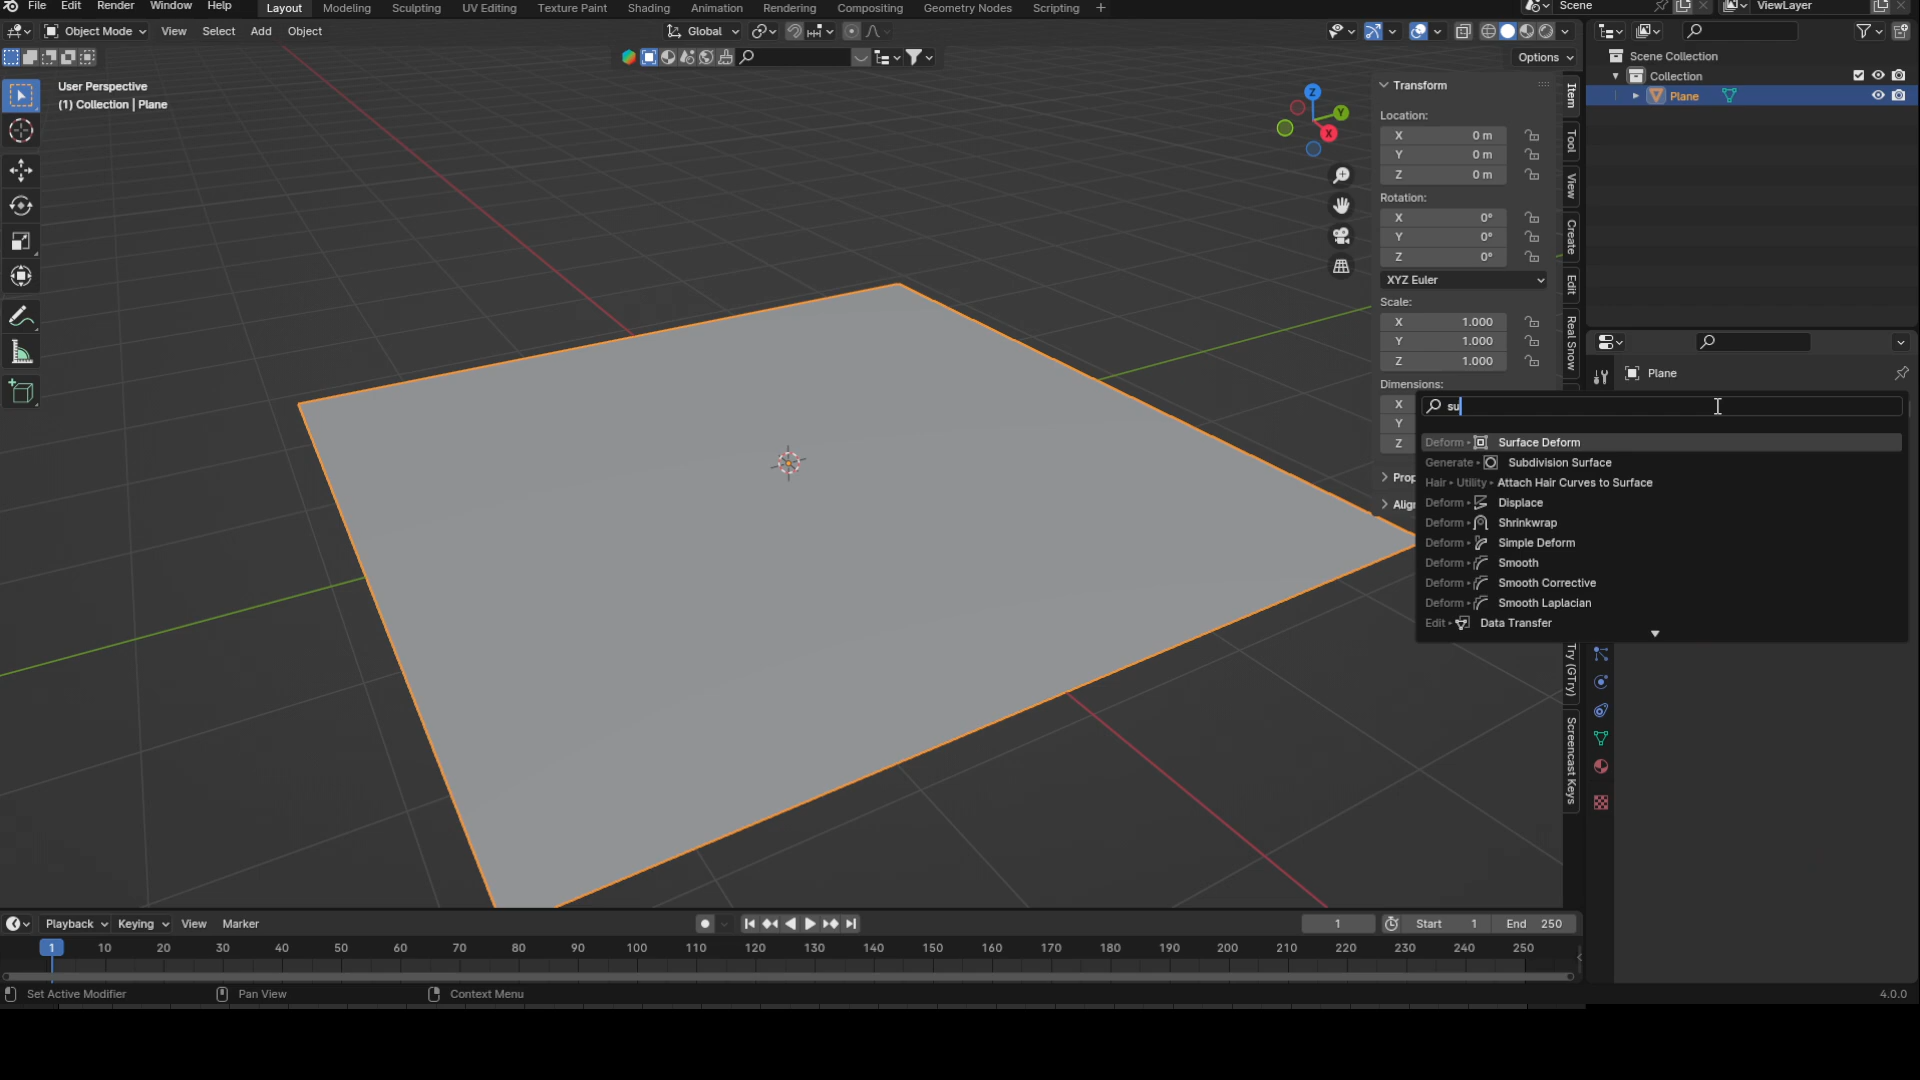 File Edit Render Window Help Layout Modeling Sculpting UV Editing Texture Paint Shading Animation Rendering Compositing Geometry Nodes Scripting + Scene ViewLayer
Object Mode View Select Add Object Global
Options
User Perspective
(1) Collection | Plane
Scene Collection
Collection
Plane
Z
Y
X
Transform
Location:
X 0 m
Y 0 m
Z 0 m
Rotation:
X 0°
Y 0°
Z 0°
XYZ Euler
Scale:
X 1.000
Y 1.000
Z 1.000
Dimensions:
X
Y
Z
Prop
Align
Item
Tool
View
Create
Edit
Real Snow
Try (GTry)
Screencast Keys
Plane
su
Deform Surface Deform
Generate Subdivision Surface
Hair Utility Attach Hair Curves to Surface
Deform Displace
Deform Shrinkwrap
Deform Simple Deform
Deform Smooth
Deform Smooth Corrective
Deform Smooth Laplacian
Edit Data Transfer
Playback Keying View Marker 1 Start 1 End 250
1 10 20 30 40 50 60 70 80 90 100 110 120 130 140 150 160 170 180 190 200 210 220 230 240 250
Set Active Modifier Pan View Context Menu 4.0.0